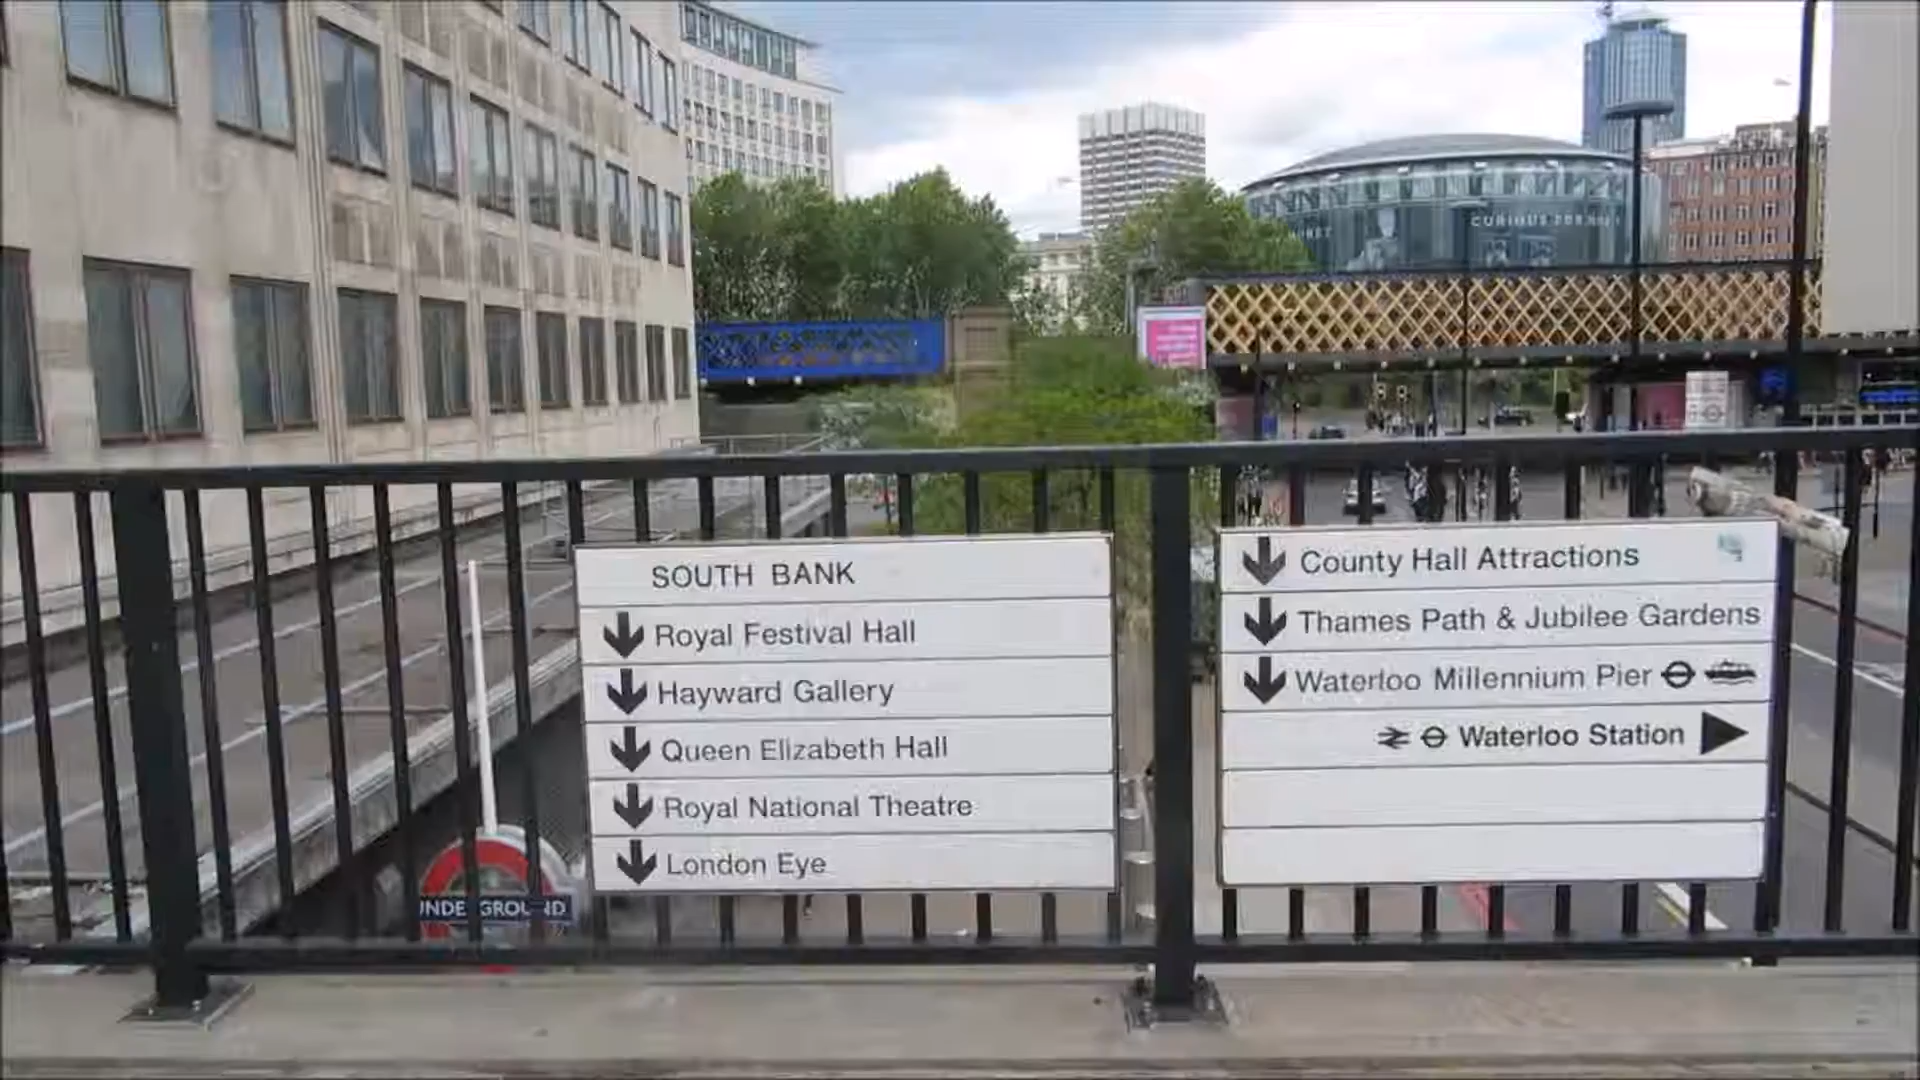 SOUTH BANK
Royal Festival Hall
Hayward Gallery
Queen Elizabeth Hall
Royal National Theatre
London Eye
County Hall Attractions
Thames Path & Jubilee Gardens
Waterloo Millennium Pier
Waterloo Station
UNDERGROUND